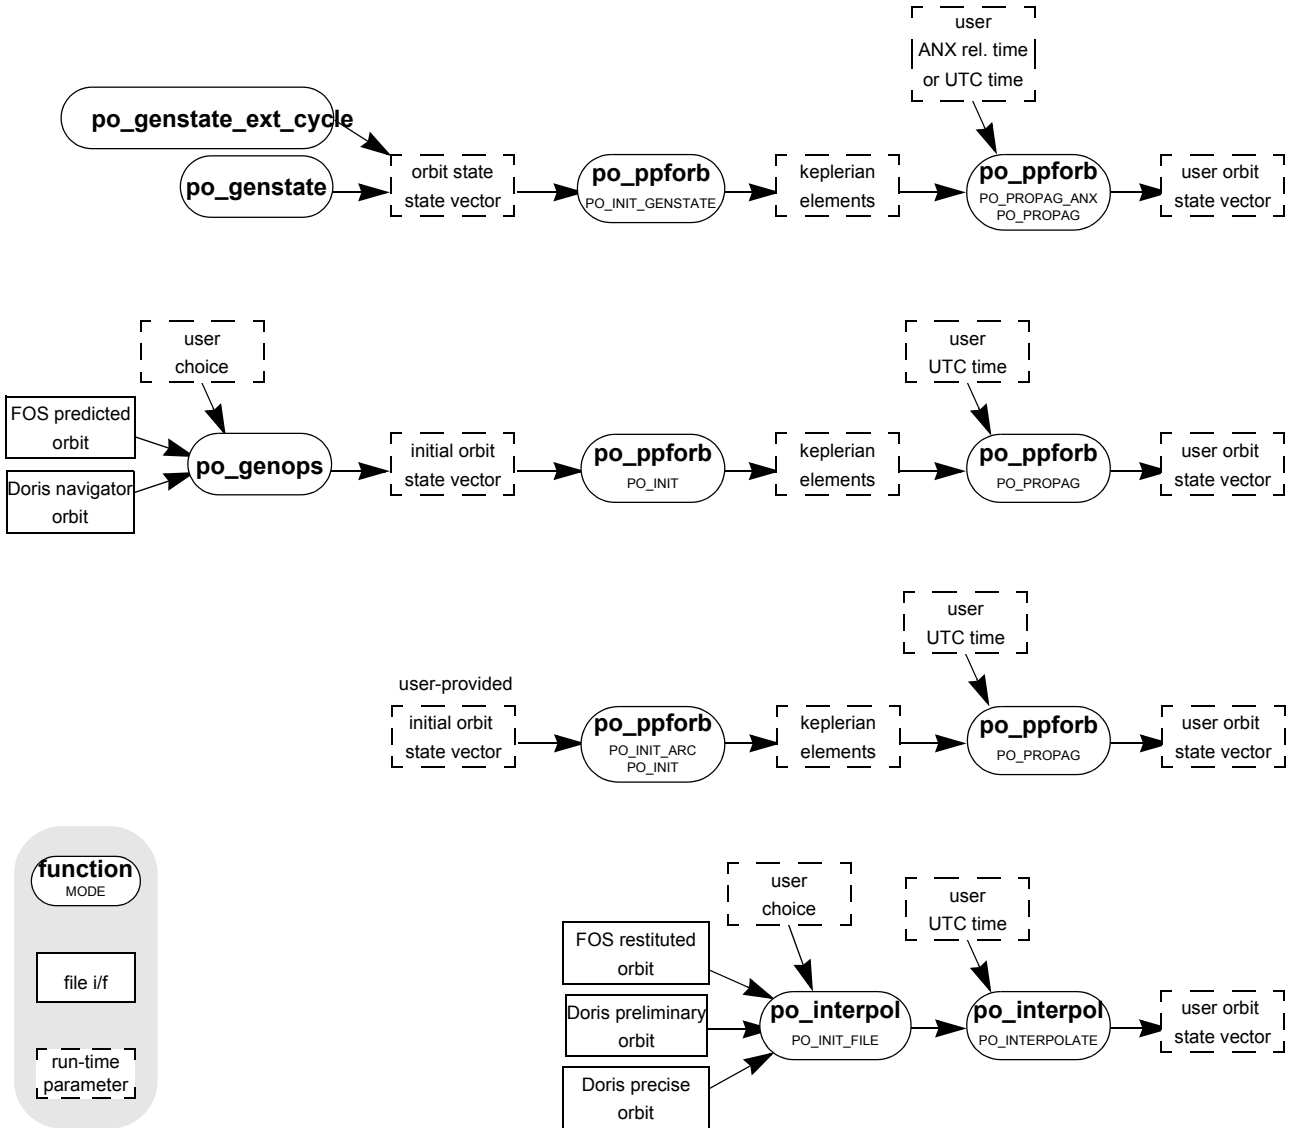 user
ANX rel. time
or UTC time
po_genstate_ext_cycle
po_genstate
orbit state
state vector
po_ppforb
PO_INIT_GENSTATE
keplerian
elements
po_ppforb
PO_PROPAG_ANX
PO_PROPAG
user orbit
state vector
user
choice
user
UTC time
FOS predicted
orbit
Doris navigator
orbit
po_genops
initial orbit
state vector
po_ppforb
PO_INIT
keplerian
elements
po_ppforb
PO_PROPAG
user orbit
state vector
user
UTC time
user-provided
initial orbit
state vector
po_ppforb
PO_INIT_ARC
PO_INIT
keplerian
elements
po_ppforb
PO_PROPAG
user orbit
state vector
function
MODE
file i/f
run-time
parameter
user
choice
user
UTC time
FOS restituted
orbit
Doris preliminary
orbit
Doris precise
orbit
po_interpol
PO_INIT_FILE
po_interpol
PO_INTERPOLATE
user orbit
state vector